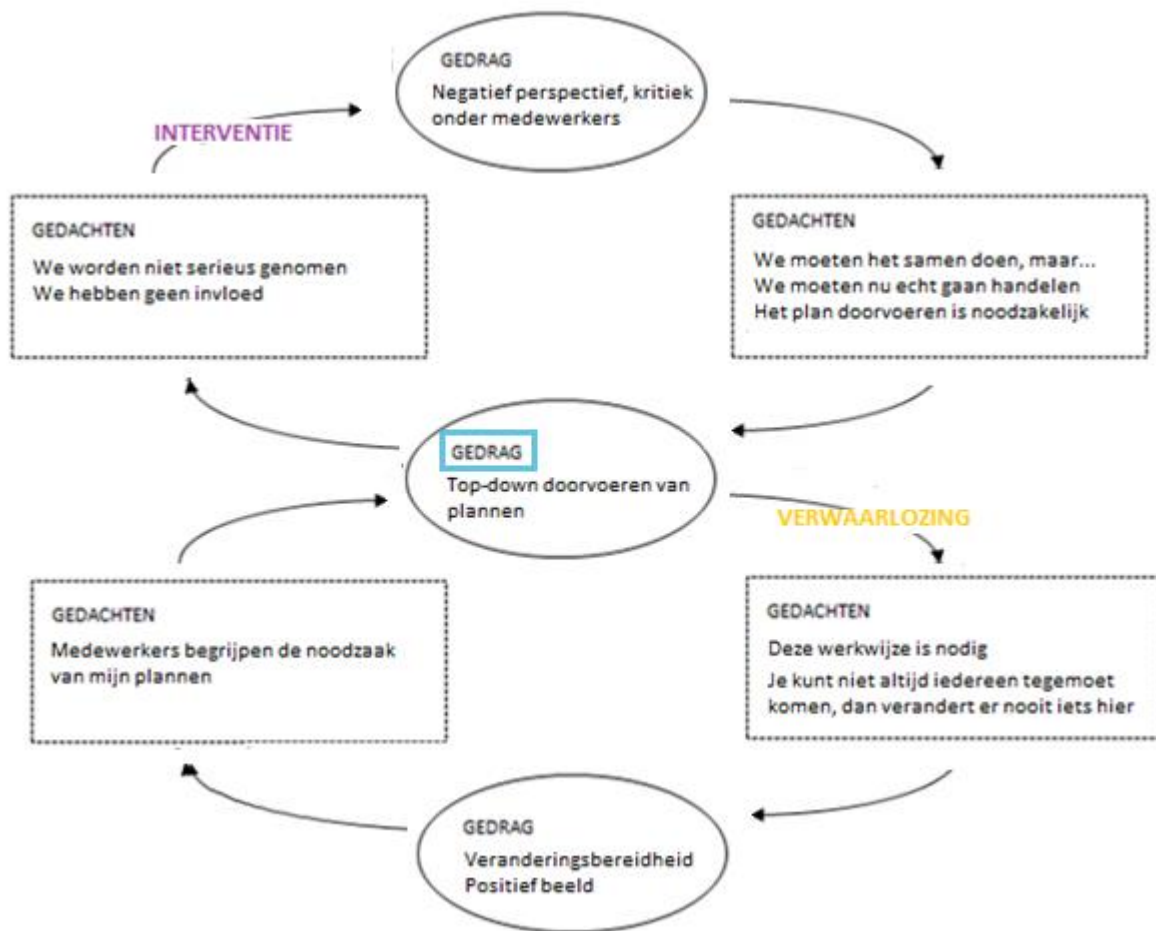 GEDRAG
Negatief perspectief, kritiek
onder medewerkers
INTERVENTIE
GEDACHTEN
We worden niet serieus genomen
We hebben geen invloed
GEDACHTEN
We moeten het samen doen, maar...
We moeten nu echt gaan handelen
Het plan doorvoeren is noodzakelijk
GEDRAG
Top-down doorvoeren van
plannen
VERWAARLOZING
GEDACHTEN
Medewerkers begrijpen de noodzaak
van mijn plannen
GEDACHTEN
Deze werkwijze is nodig
Je kunt niet altijd iedereen tegemoet
komen, dan verandert er nooit iets hier
GEDRAG
Veranderingsbereidheid
Positief beeld